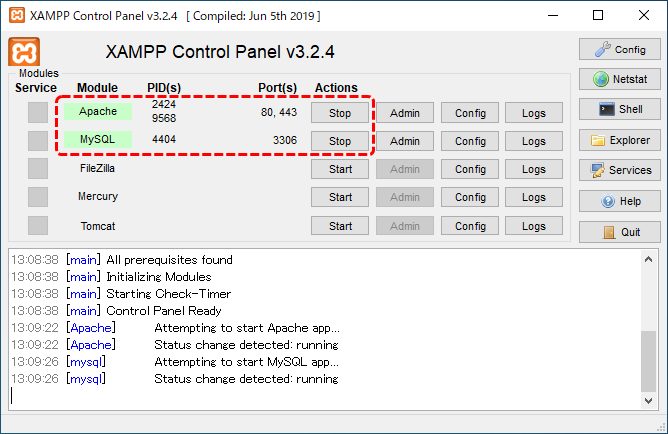 XAMPP Control Panel v3.2.4   [ Compiled: Jun 5th 2019 ]
XAMPP Control Panel v3.2.4
Config
Modules
Service Module PID(s) Port(s) Actions
Netstat
Apache 2424 9568 80, 443 Stop Admin Config Logs
Shell
MySQL 4404 3306 Stop Admin Config Logs
Explorer
FileZilla Start Admin Config Logs
Services
Mercury Start Admin Config Logs
Help
Tomcat Start Admin Config Logs
Quit
13:08:38 [main] All prerequisites found
13:08:38 [main] Initializing Modules
13:08:38 [main] Starting Check-Timer
13:08:38 [main] Control Panel Ready
13:09:22 [Apache] Attempting to start Apache app...
13:09:22 [Apache] Status change detected: running
13:09:26 [mysql] Attempting to start MySQL app...
13:09:26 [mysql] Status change detected: running